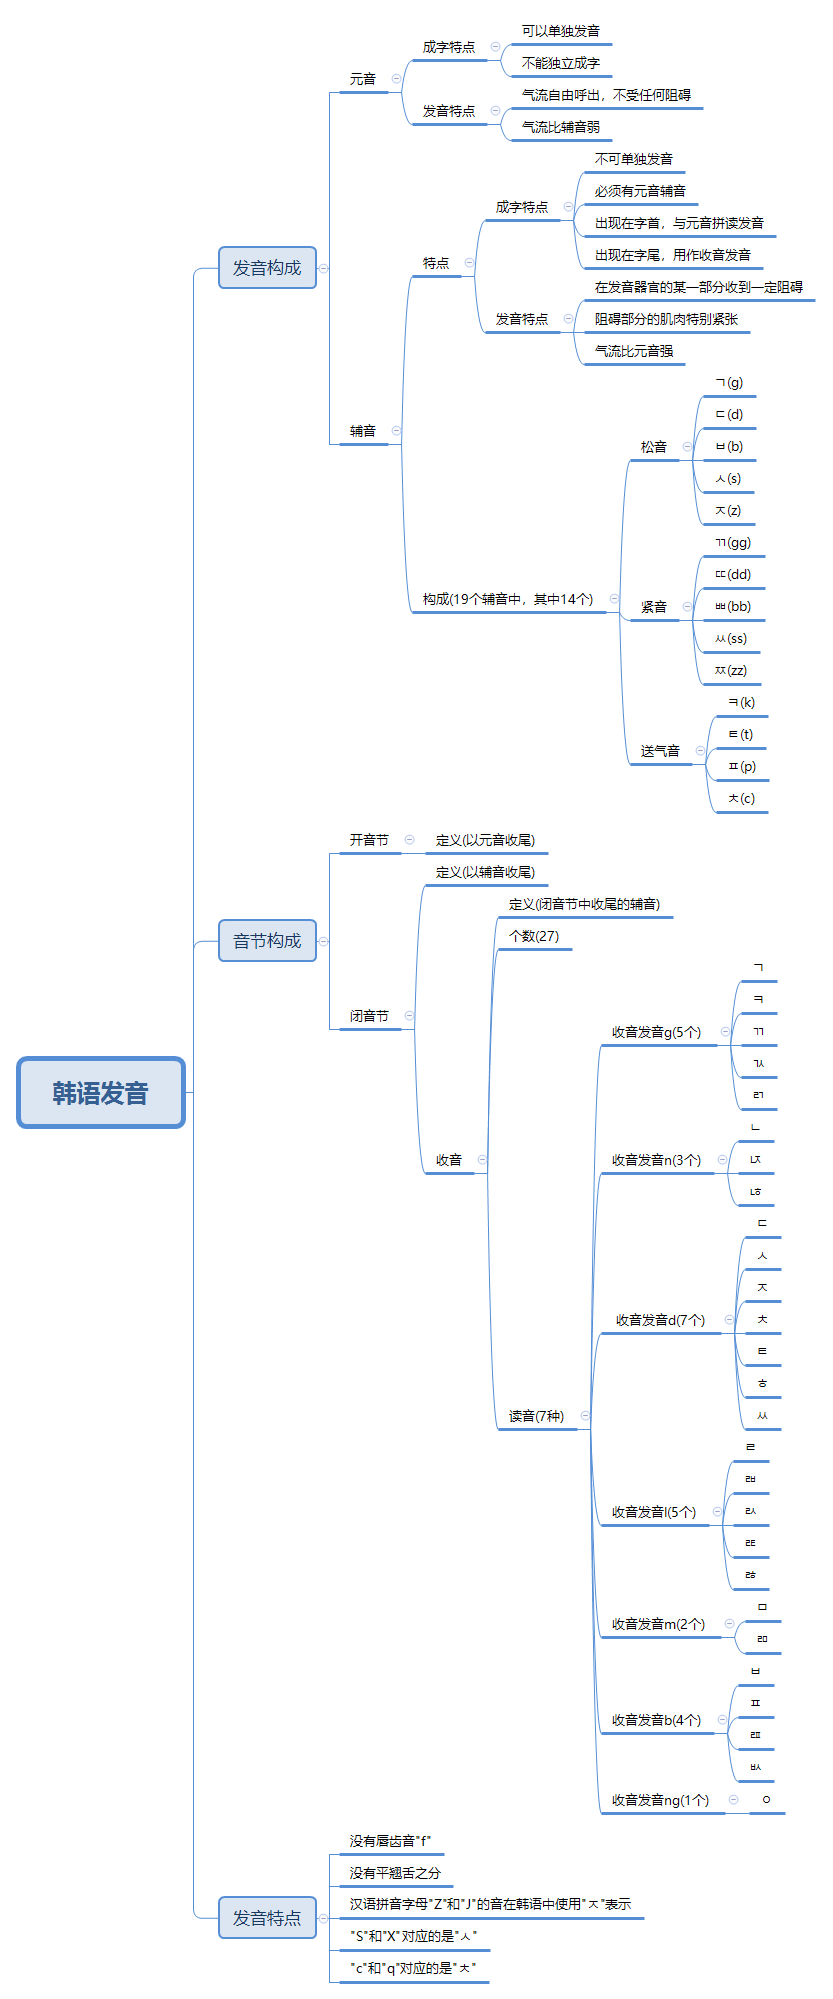 韩语发音
发音构成
元音
成字特点
可以单独发音
不能独立成字
发音特点
气流自由呼出，不受任何阻碍
气流比辅音弱
辅音
特点
成字特点
不可单独发音
必须有元音辅音
出现在字首，与元音拼读发音
出现在字尾，用作收音发音
发音特点
在发音器官的某一部分收到一定阻碍
阻碍部分的肌肉特别紧张
气流比元音强
构成(19个辅音中，其中14个)
松音
ㄱ(g)
ㄷ(d)
ㅂ(b)
ㅅ(s)
ㅈ(z)
紧音
ㄲ(gg)
ㄸ(dd)
ㅃ(bb)
ㅆ(ss)
ㅉ(zz)
送气音
ㅋ(k)
ㅌ(t)
ㅍ(p)
ㅊ(c)
音节构成
开音节
定义(以元音收尾)
闭音节
定义(以辅音收尾)
收音
定义(闭音节中收尾的辅音)
个数(27)
读音(7种)
收音发音g(5个)
ㄱ
ㅋ
ㄲ
ㄳ
ㄺ
收音发音n(3个)
ㄴ
ㄵ
ㄶ
收音发音d(7个)
ㄷ
ㅅ
ㅈ
ㅊ
ㅌ
ㅎ
ㅆ
收音发音l(5个)
ㄹ
ㄼ
ㄽ
ㄾ
ㅀ
收音发音m(2个)
ㅁ
ㄻ
收音发音b(4个)
ㅂ
ㅍ
ㄿ
ㅄ
收音发音ng(1个)
ㅇ
发音特点
没有唇齿音"f"
没有平翘舌之分
汉语拼音字母"Z"和"J"的音在韩语中使用"ㅈ"表示
"S"和"X"对应的是"ㅅ"
"c"和"q"对应的是"ㅊ"